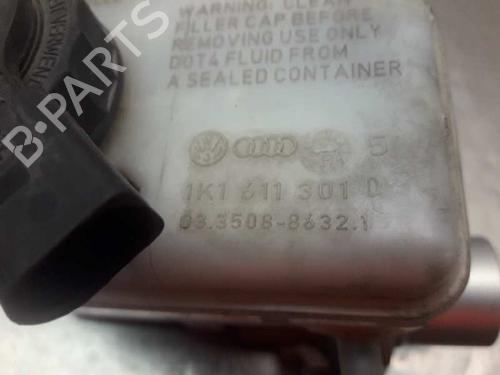 WARNING: CLEAN
FILLER CAP BEFORE
REMOVING USE ONLY
DOT4 FLUID FROM
A SEALED CONTAINER
5
1K1 611 301 D
03.3508-8632.1